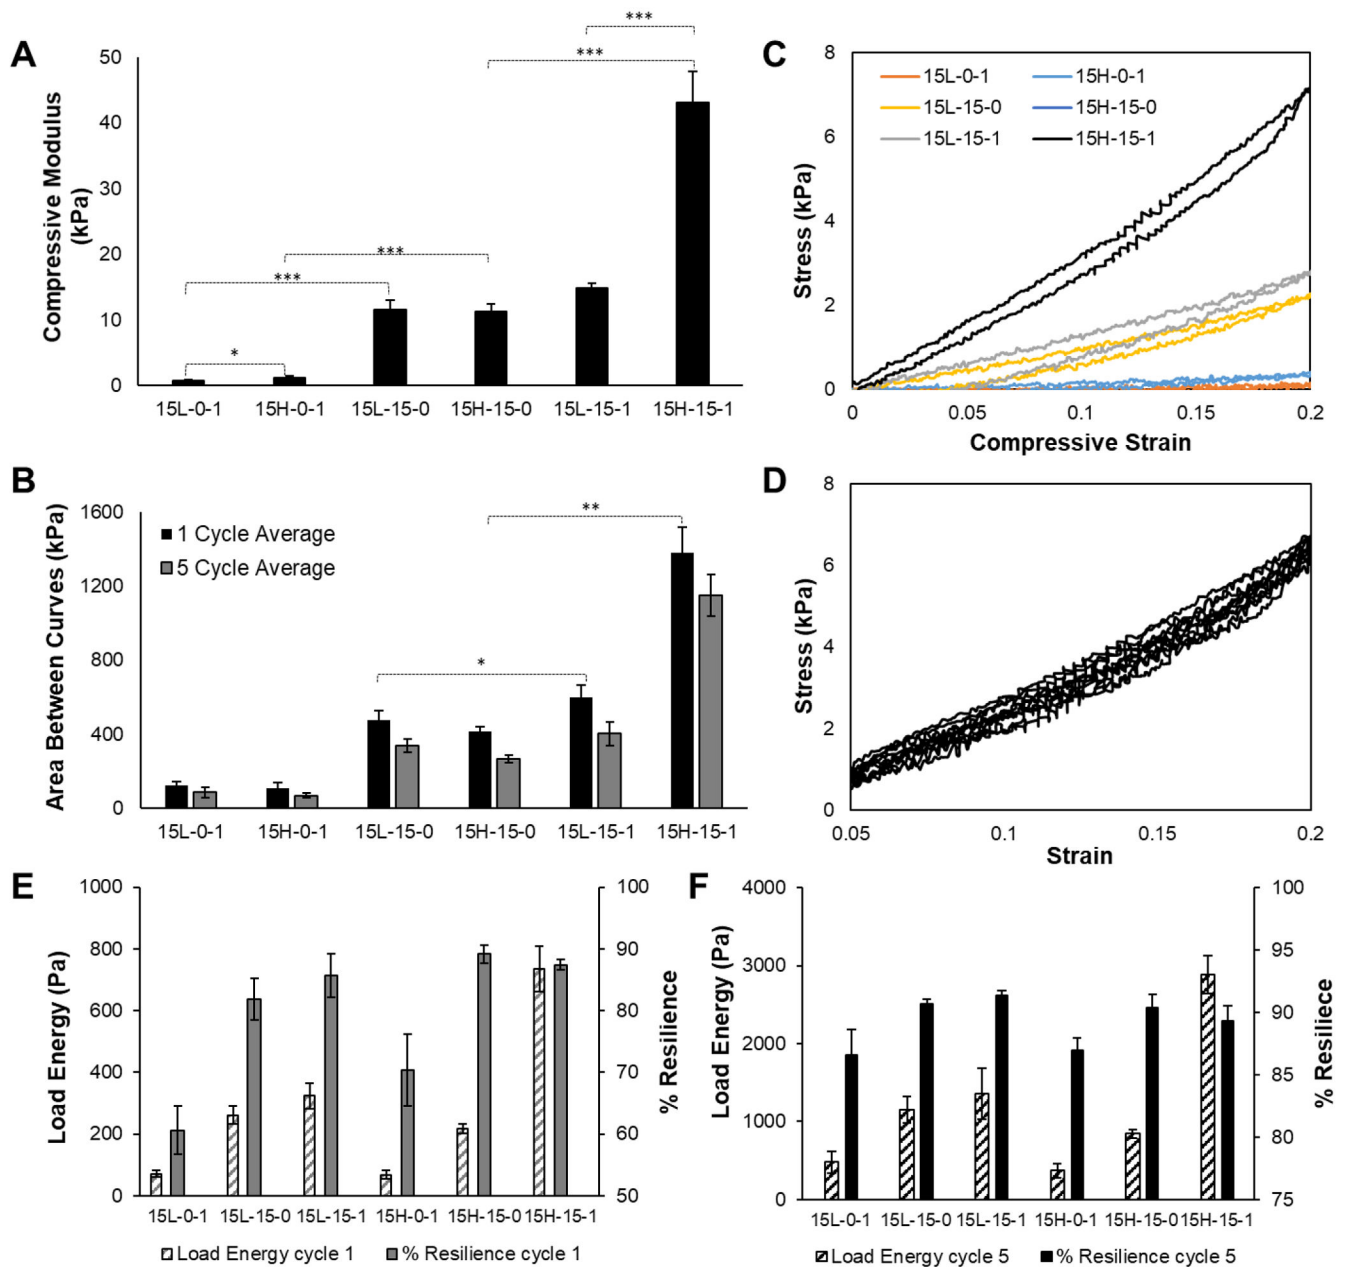 A
Compressive Modulus
(kPa)
50
40
30
20
10
0
***
***
***
***
*
15L-0-1 15H-0-1 15L-15-0 15H-15-0 15L-15-1 15H-15-1
C
Stress (kPa)
8
6
4
2
0
15L-0-1 15H-0-1
15L-15-0 15H-15-0
15L-15-1 15H-15-1
0 0.05 0.1 0.15 0.2
Compressive Strain
B
Area Between Curves (kPa)
1600
1200
800
400
0
1 Cycle Average
5 Cycle Average
**
*
15L-0-1 15H-0-1 15L-15-0 15H-15-0 15L-15-1 15H-15-1
D
Stress (kPa)
8
6
4
2
0
0.05 0.1 0.15 0.2
Strain
E
Load Energy (Pa)
1000
800
600
400
200
0
100
90
80
70
60
50
% Resilience
15L-0-1 15L-15-0 15L-15-1 15H-0-1 15H-15-0 15H-15-1
Load Energy cycle 1 % Resilience cycle 1
F
Load Energy (Pa)
4000
3000
2000
1000
0
100
95
90
85
80
75
% Resiliece
15L-0-1 15L-15-0 15L-15-1 15H-0-1 15H-15-0 15H-15-1
Load Energy cycle 5 % Resilience cycle 5